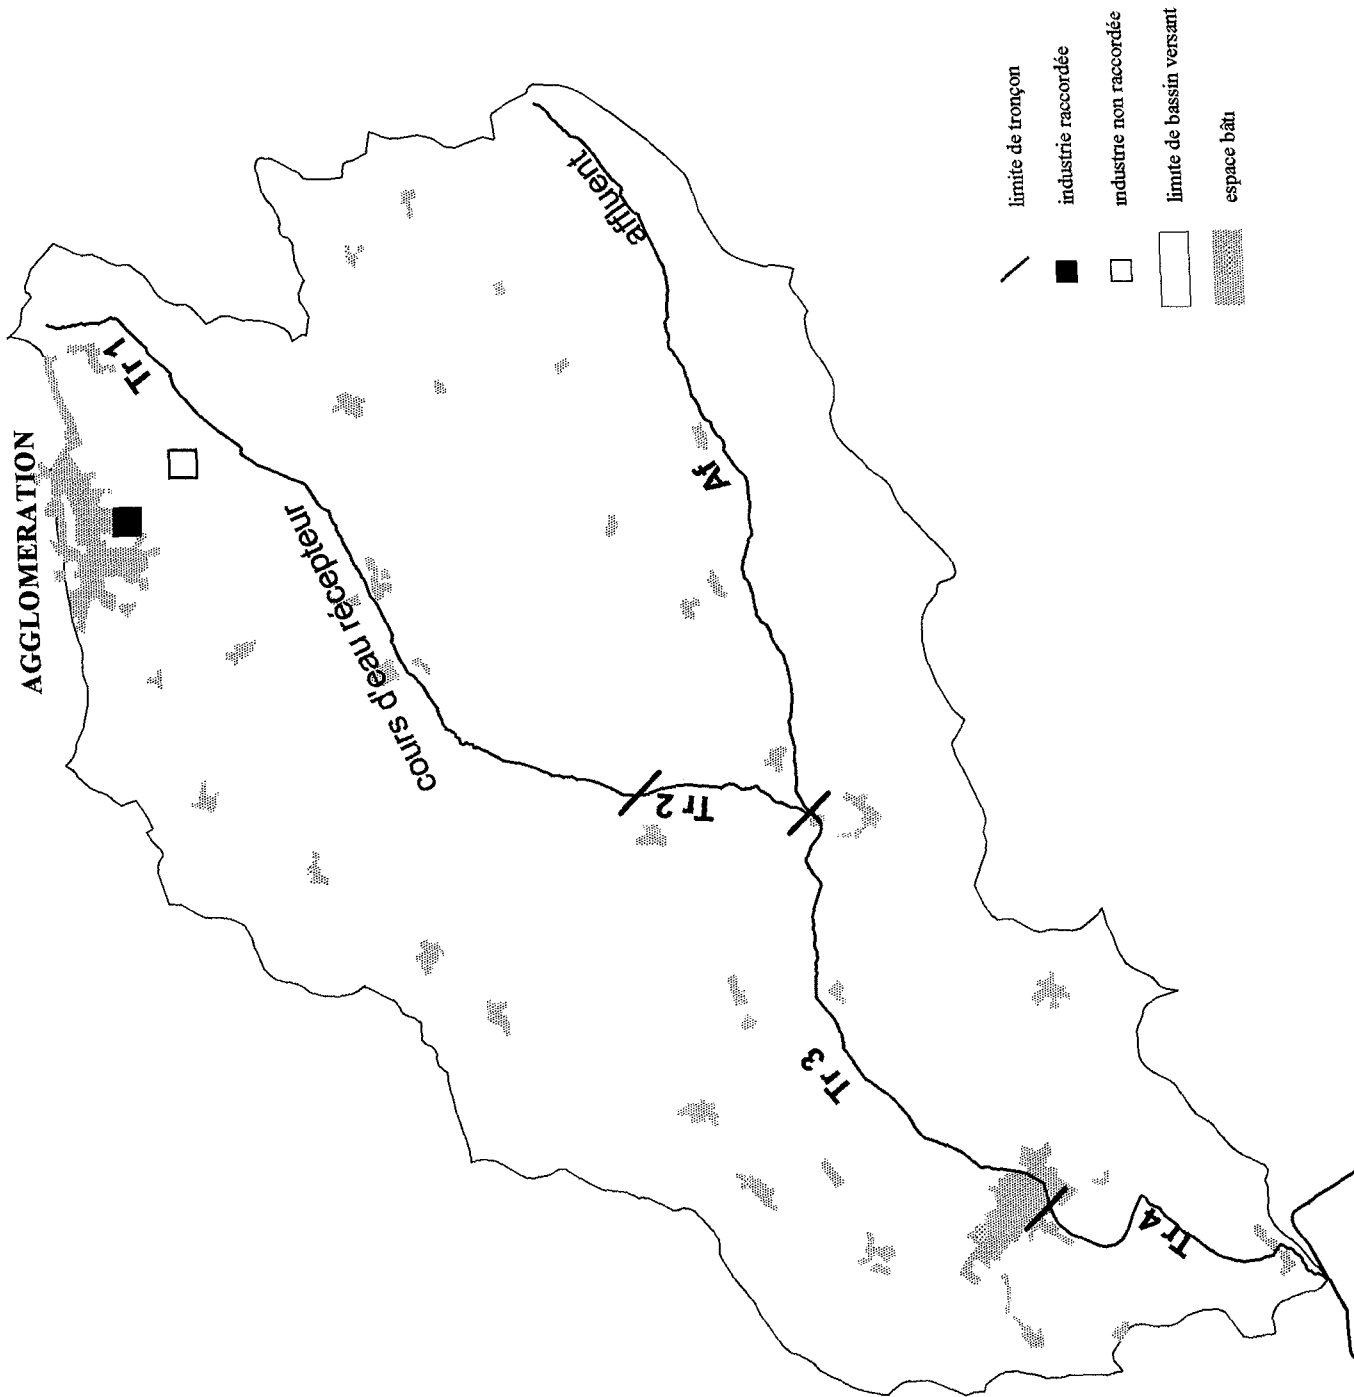 AGGLOMERATION
Tr 1
cours d'eau récepteur
affluent
Af
Tr 2
Tr 3
Tr 4
limite de tronçon
industrie raccordée
industrie non raccordée
limite de bassin versant
espace bâti